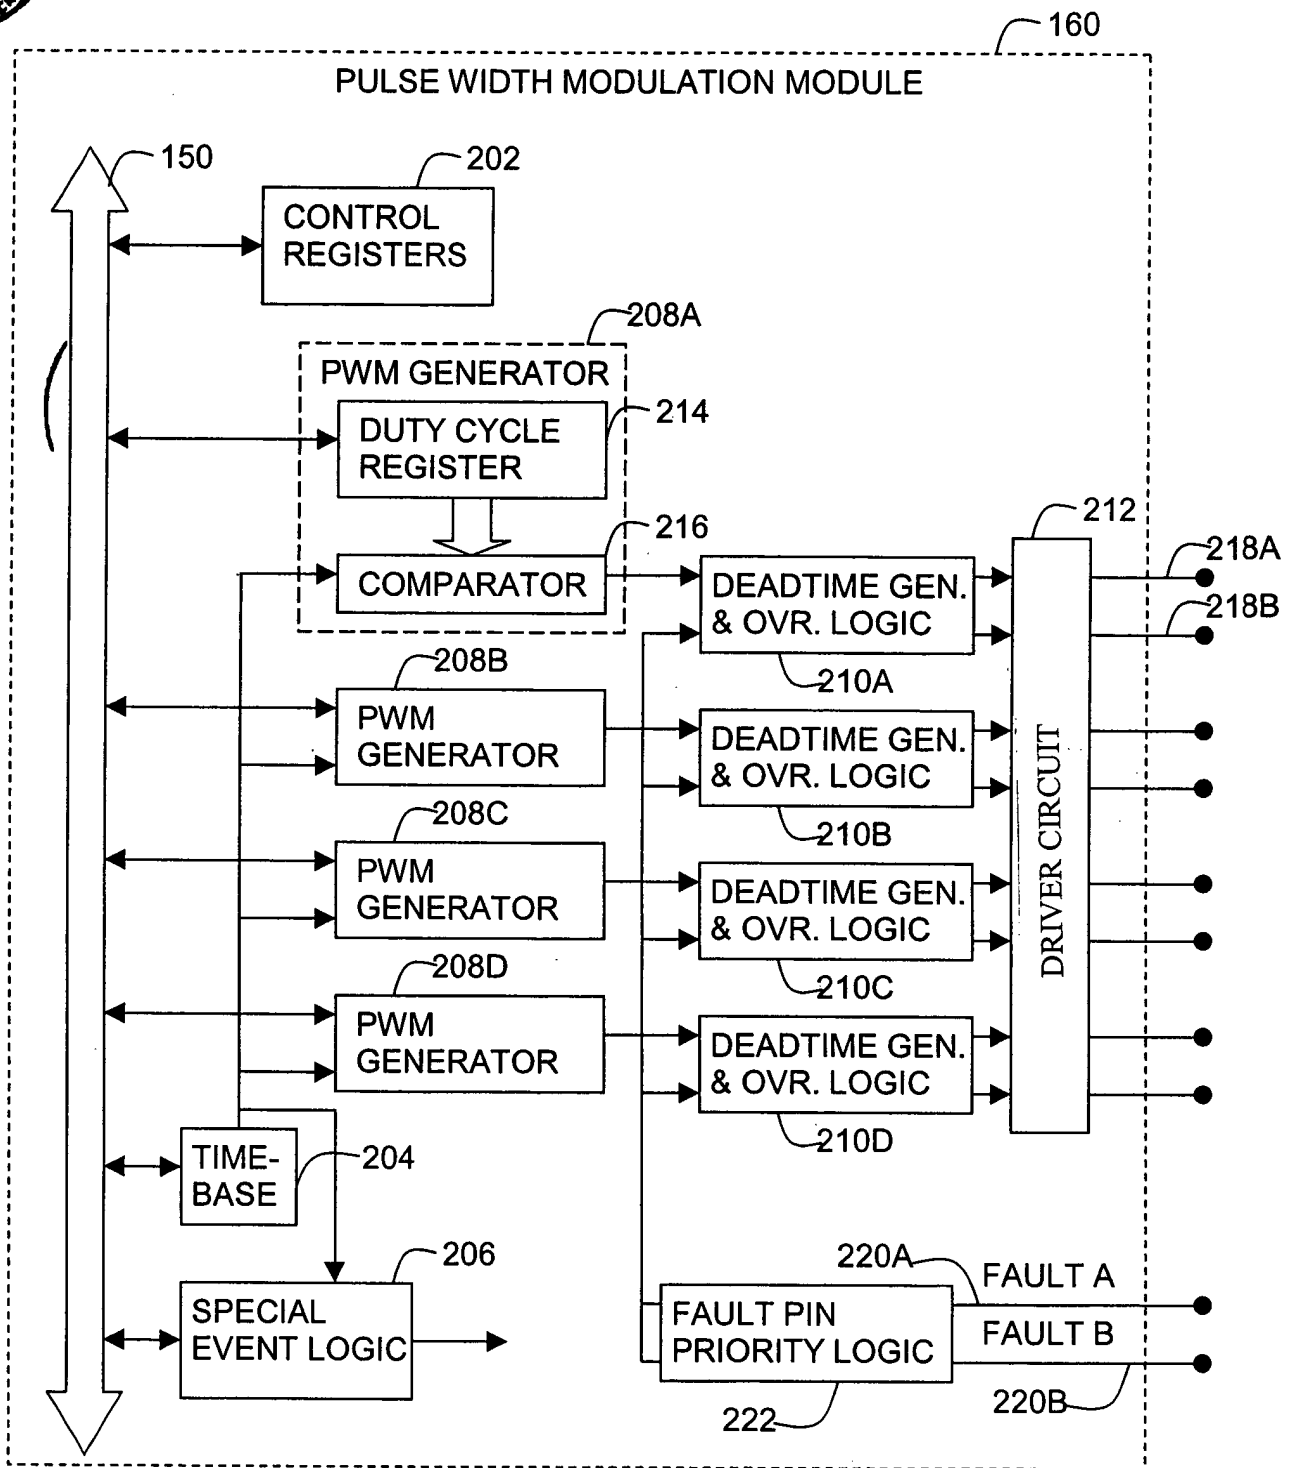 160
PULSE WIDTH MODULATION MODULE
150
202
CONTROL
REGISTERS
208A
PWM GENERATOR
214
DUTY CYCLE
REGISTER
216
COMPARATOR
212
218A
218B
DEADTIME GEN.
& OVR. LOGIC
210A
208B
PWM
GENERATOR
DEADTIME GEN.
& OVR. LOGIC
210B
208C
PWM
GENERATOR
DEADTIME GEN.
& OVR. LOGIC
210C
208D
PWM
GENERATOR
DEADTIME GEN.
& OVR. LOGIC
210D
DRIVER CIRCUIT
TIME-
BASE
204
206
SPECIAL
EVENT LOGIC
220A
FAULT A
FAULT PIN
PRIORITY LOGIC
FAULT B
220B
222